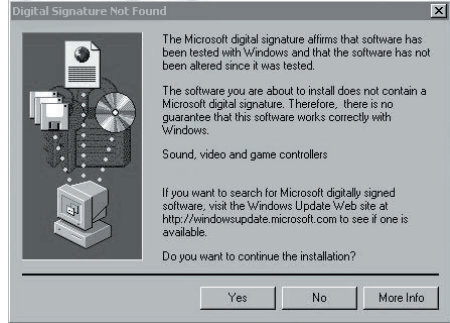 Digital Signature Not Found
The Microsoft digital signature affirms that software has
been tested with Windows and that the software has not
been altered since it was tested.
The software you are about to install does not contain a
Microsoft digital signature. Therefore, there is no
guarantee that this software works correctly with
Windows.
Sound, video and game controllers
If you want to search for Microsoft digitally signed
software, visit the Windows Update Web site at
http://windowsupdate.microsoft.com to see if one is
available.
Do you want to continue the installation?
Yes No More Info